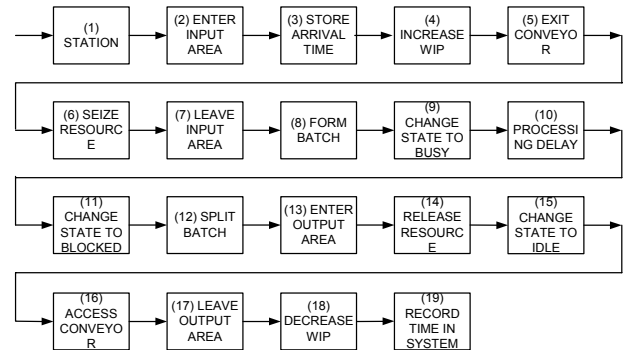 (1)
STATION
(2) ENTER
INPUT
AREA
(3) STORE
ARRIVAL
TIME
(4)
INCREASE
WIP
(5) EXIT
CONVEYO
R
(6) SEIZE
RESOURC
E
(7) LEAVE
INPUT
AREA
(8) FORM
BATCH
(9)
CHANGE
STATE TO
BUSY
(10)
PROCESSI
NG DELAY
(11)
CHANGE
STATE TO
BLOCKED
(12) SPLIT
BATCH
(13) ENTER
OUTPUT
AREA
(14)
RELEASE
RESOURC
E
(15)
CHANGE
STATE TO
IDLE
(16)
ACCESS
CONVEYO
R
(17) LEAVE
OUTPUT
AREA
(18)
DECREASE
WIP
(19)
RECORD
TIME IN
SYSTEM